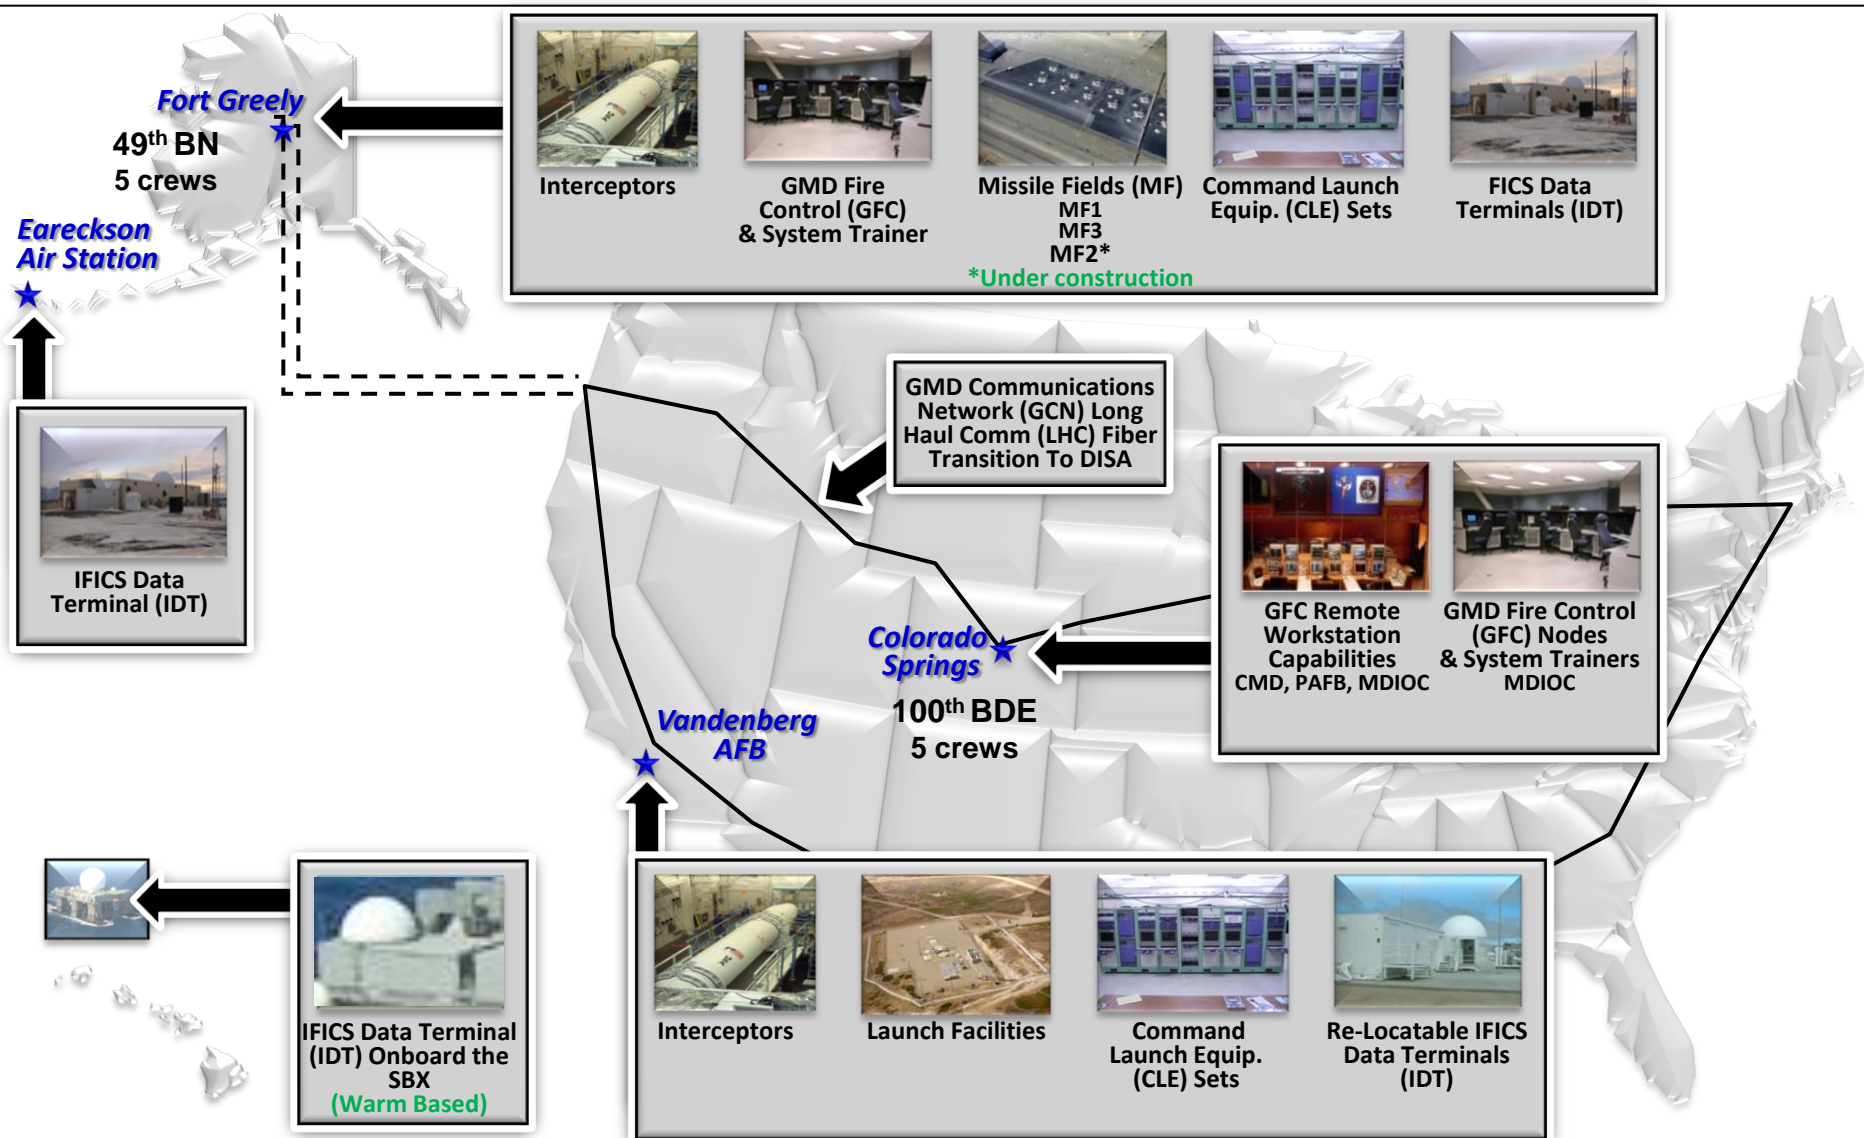 Fort Greely
49th BN
5 crews
Eareckson
Air Station
Interceptors
GMD Fire
Control (GFC)
& System Trainer
Missile Fields (MF)
MF1
MF3
MF2*
*Under construction
Command Launch
Equip. (CLE) Sets
FICS Data
Terminals (IDT)
IFICS Data
Terminal (IDT)
GMD Communications
Network (GCN) Long
Haul Comm (LHC) Fiber
Transition To DISA
GFC Remote
Workstation
Capabilities
CMD, PAFB, MDIOC
GMD Fire Control
(GFC) Nodes
& System Trainers
MDIOC
Colorado
Springs
100th BDE
5 crews
Vandenberg
AFB
IFICS Data Terminal
(IDT) Onboard the
SBX
(Warm Based)
Interceptors
Launch Facilities
Command
Launch Equip.
(CLE) Sets
Re-Locatable IFICS
Data Terminals
(IDT)